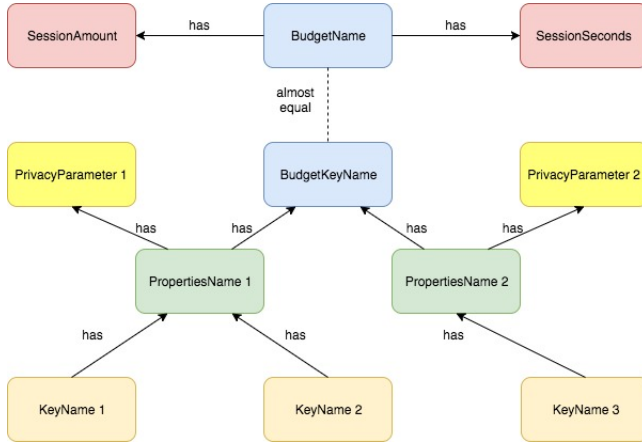 SessionAmount
has
BudgetName
has
SessionSeconds
almost
equal
PrivacyParameter 1
BudgetKeyName
PrivacyParameter 2
has
has
has
has
PropertiesName 1
PropertiesName 2
has
has
has
KeyName 1
KeyName 2
KeyName 3